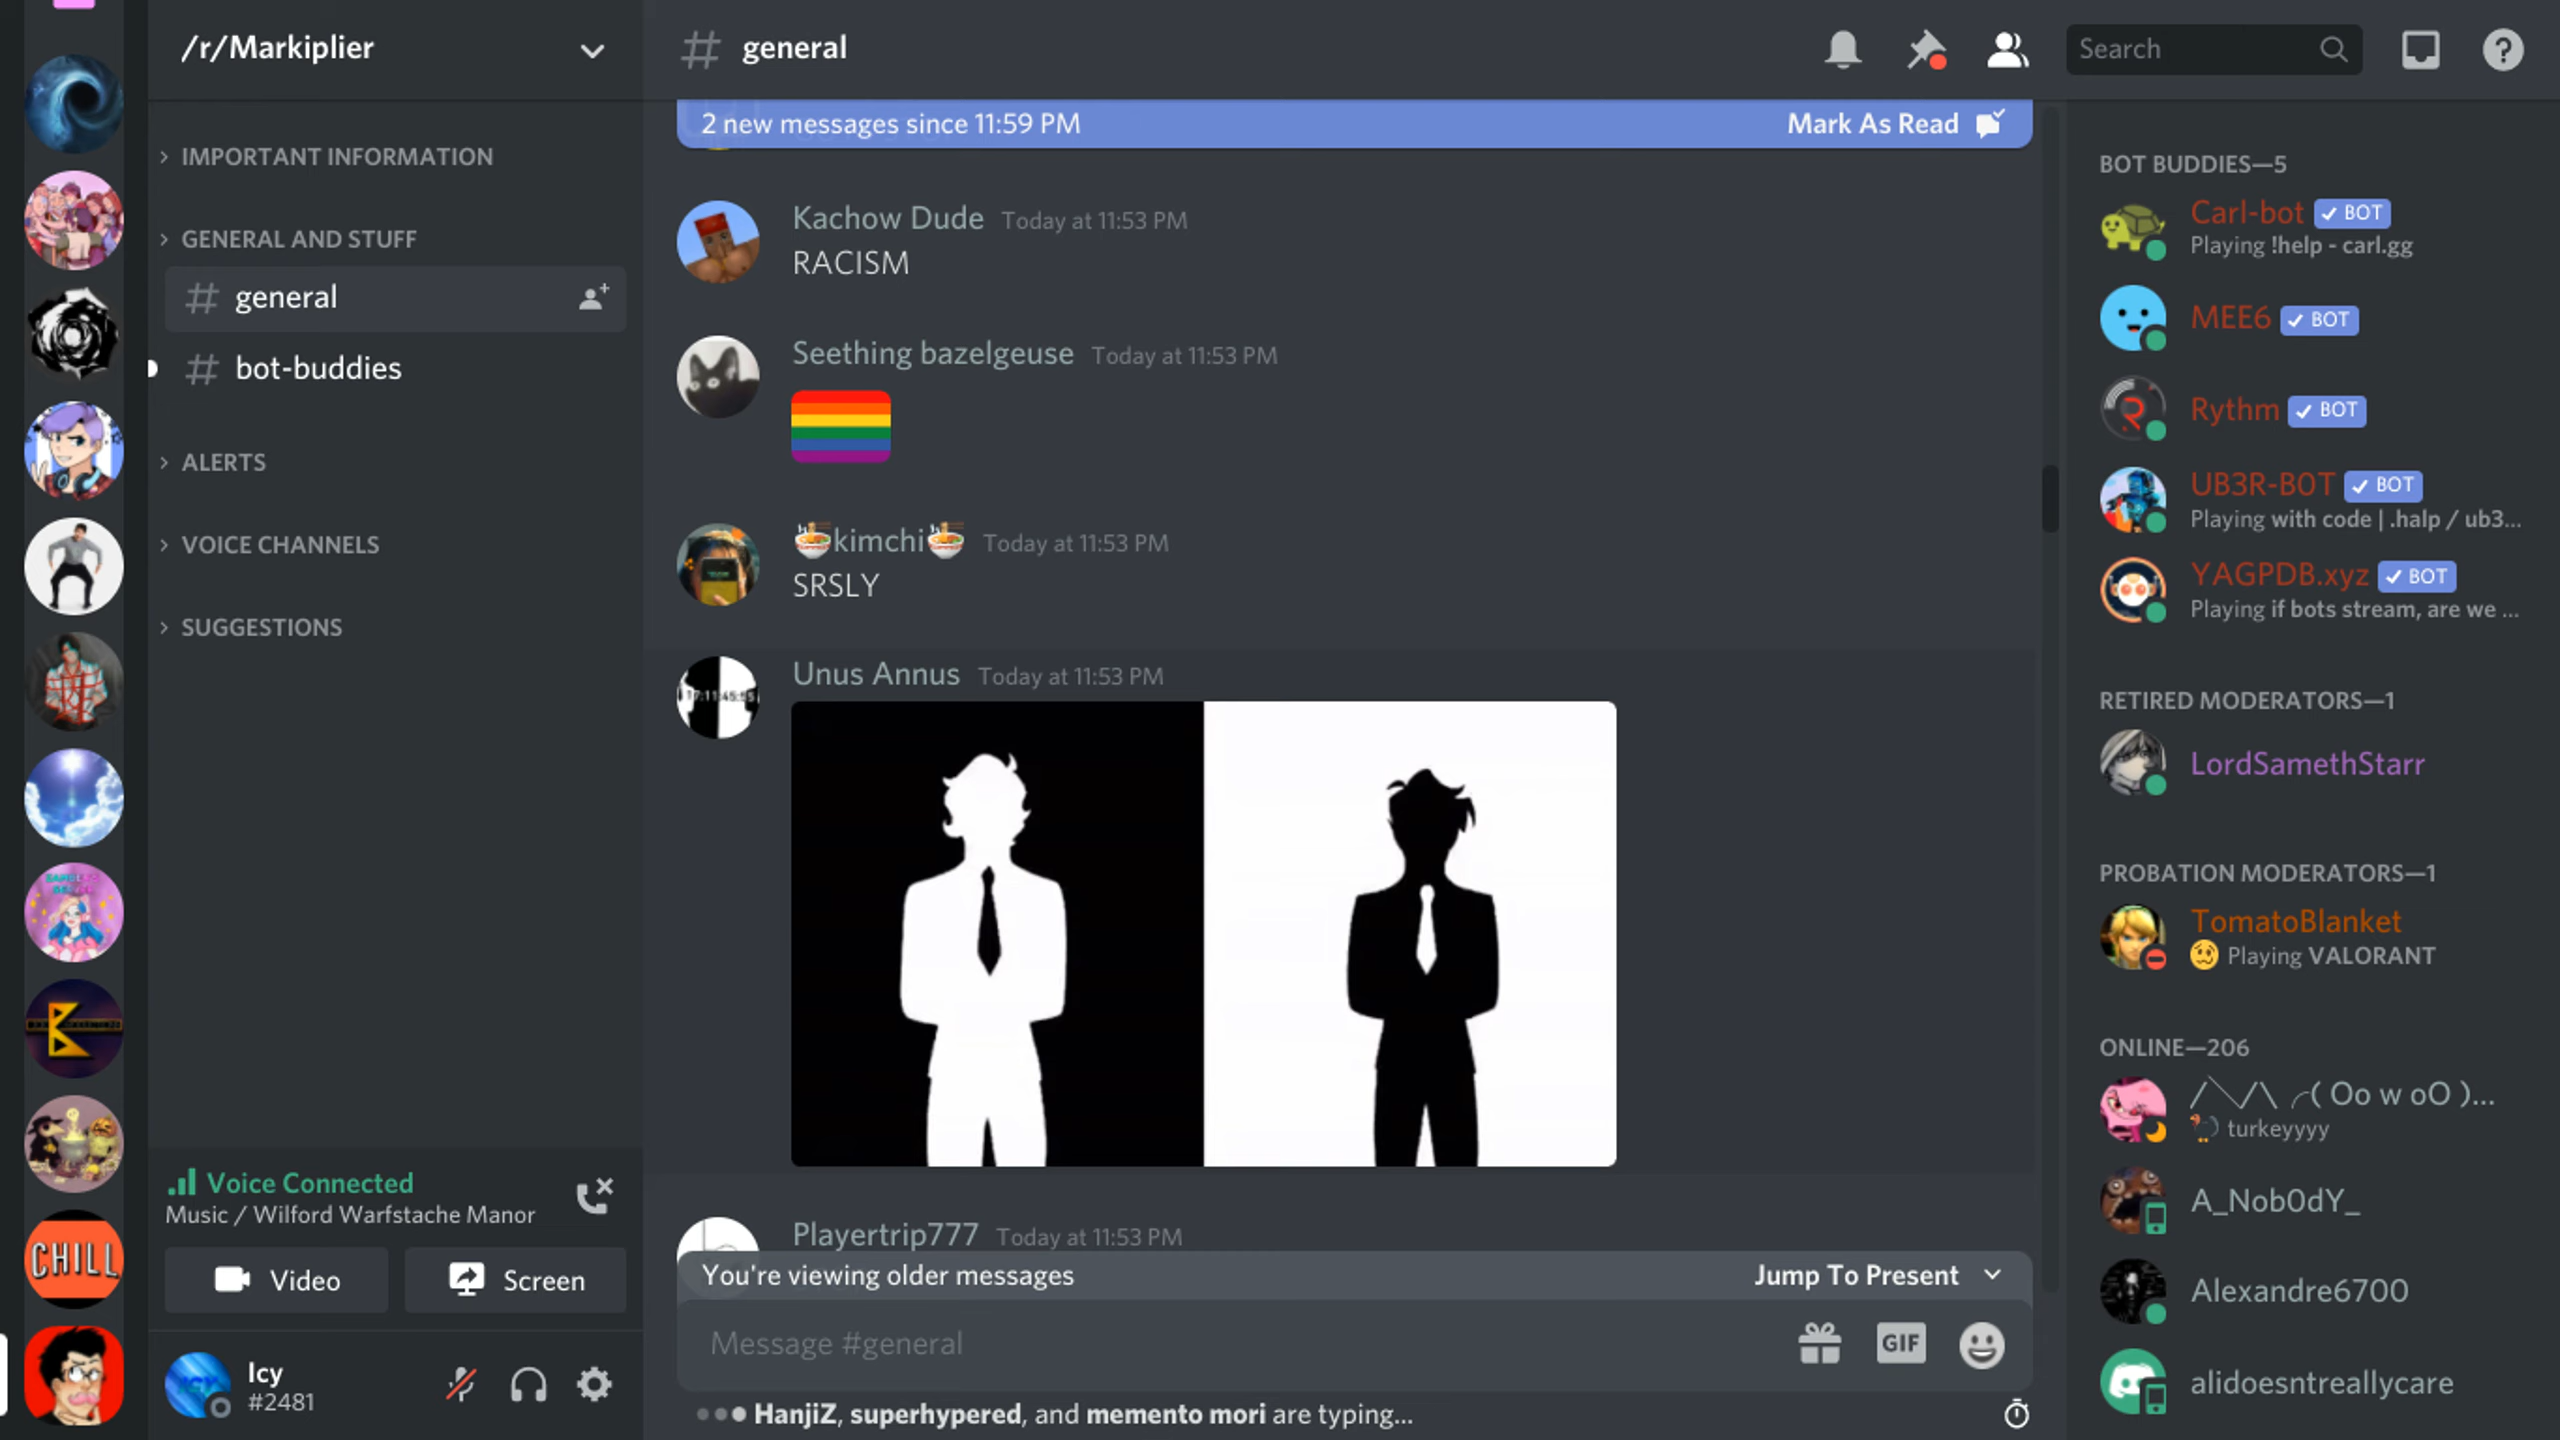 /r/Markiplier
IMPORTANT INFORMATION
GENERAL AND STUFF
general
bot-buddies
ALERTS
VOICE CHANNELS
SUGGESTIONS
CHILL
Voice Connected
Music / Wilford Warfstache Manor
Video
Screen
Icy
#2481
# general
Search
2 new messages since 11:59 PM
Mark As Read
Kachow Dude Today at 11:53 PM
RACISM
Seething bazelgeuse Today at 11:53 PM
🍜kimchi🍜 Today at 11:53 PM
SRSLY
Unus Annus Today at 11:53 PM
Playertrip777 Today at 11:53 PM
You're viewing older messages
Jump To Present
Message #general
GIF
HanjiZ, superhypered, and memento mori are typing...
BOT BUDDIES—5
Carl-bot ✓ BOT
Playing !help - carl.gg
MEE6 ✓ BOT
Rythm ✓ BOT
UB3R-B0T ✓ BOT
Playing with code | .halp / ub3...
YAGPDB.xyz ✓ BOT
Playing if bots stream, are we ...
RETIRED MODERATORS—1
LordSamethStarr
PROBATION MODERATORS—1
TomatoBlanket
Playing VALORANT
ONLINE—206
/╲/\ ╭( Oo w oO )...
turkeyyyy
A_Nob0dY_
Alexandre6700
alidoesntreallycare